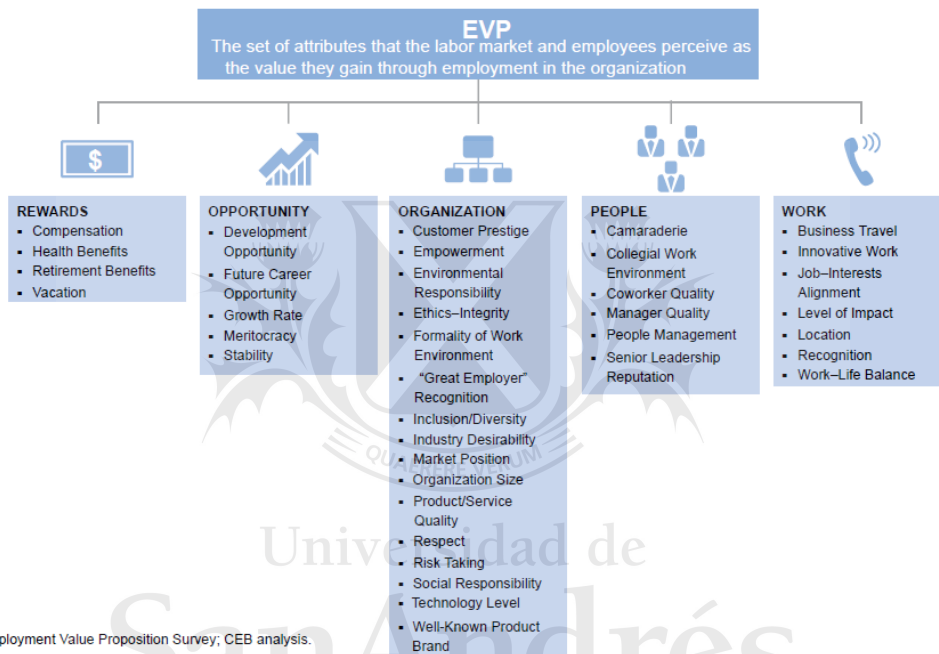 EVP
The set of attributes that the labor market and employees perceive as
the value they gain through employment in the organization
$
REWARDS
▪ Compensation
▪ Health Benefits
▪ Retirement Benefits
▪ Vacation
OPPORTUNITY
▪ Development
Opportunity
▪ Future Career
Opportunity
▪ Growth Rate
▪ Meritocracy
▪ Stability
ORGANIZATION
▪ Customer Prestige
▪ Empowerment
▪ Environmental
Responsibility
▪ Ethics–Integrity
▪ Formality of Work
Environment
▪ “Great Employer”
Recognition
▪ Inclusion/Diversity
▪ Industry Desirability
▪ Market Position
▪ Organization Size
▪ Product/Service
Quality
▪ Respect
▪ Risk Taking
▪ Social Responsibility
▪ Technology Level
▪ Well-Known Product
Brand
PEOPLE
▪ Camaraderie
▪ Collegial Work
Environment
▪ Coworker Quality
▪ Manager Quality
▪ People Management
▪ Senior Leadership
Reputation
WORK
▪ Business Travel
▪ Innovative Work
▪ Job–Interests
Alignment
▪ Level of Impact
▪ Location
▪ Recognition
▪ Work–Life Balance
QUAERERE VERUM
Universidad de
SanAndrés
ployment Value Proposition Survey; CEB analysis.